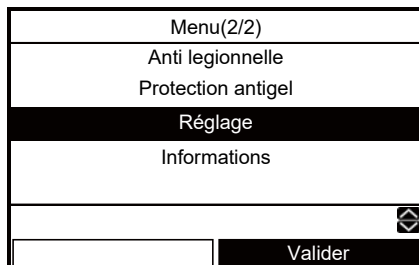 Menu(2/2)
Anti legionnelle
Protection antigel
Réglage
Informations
Valider